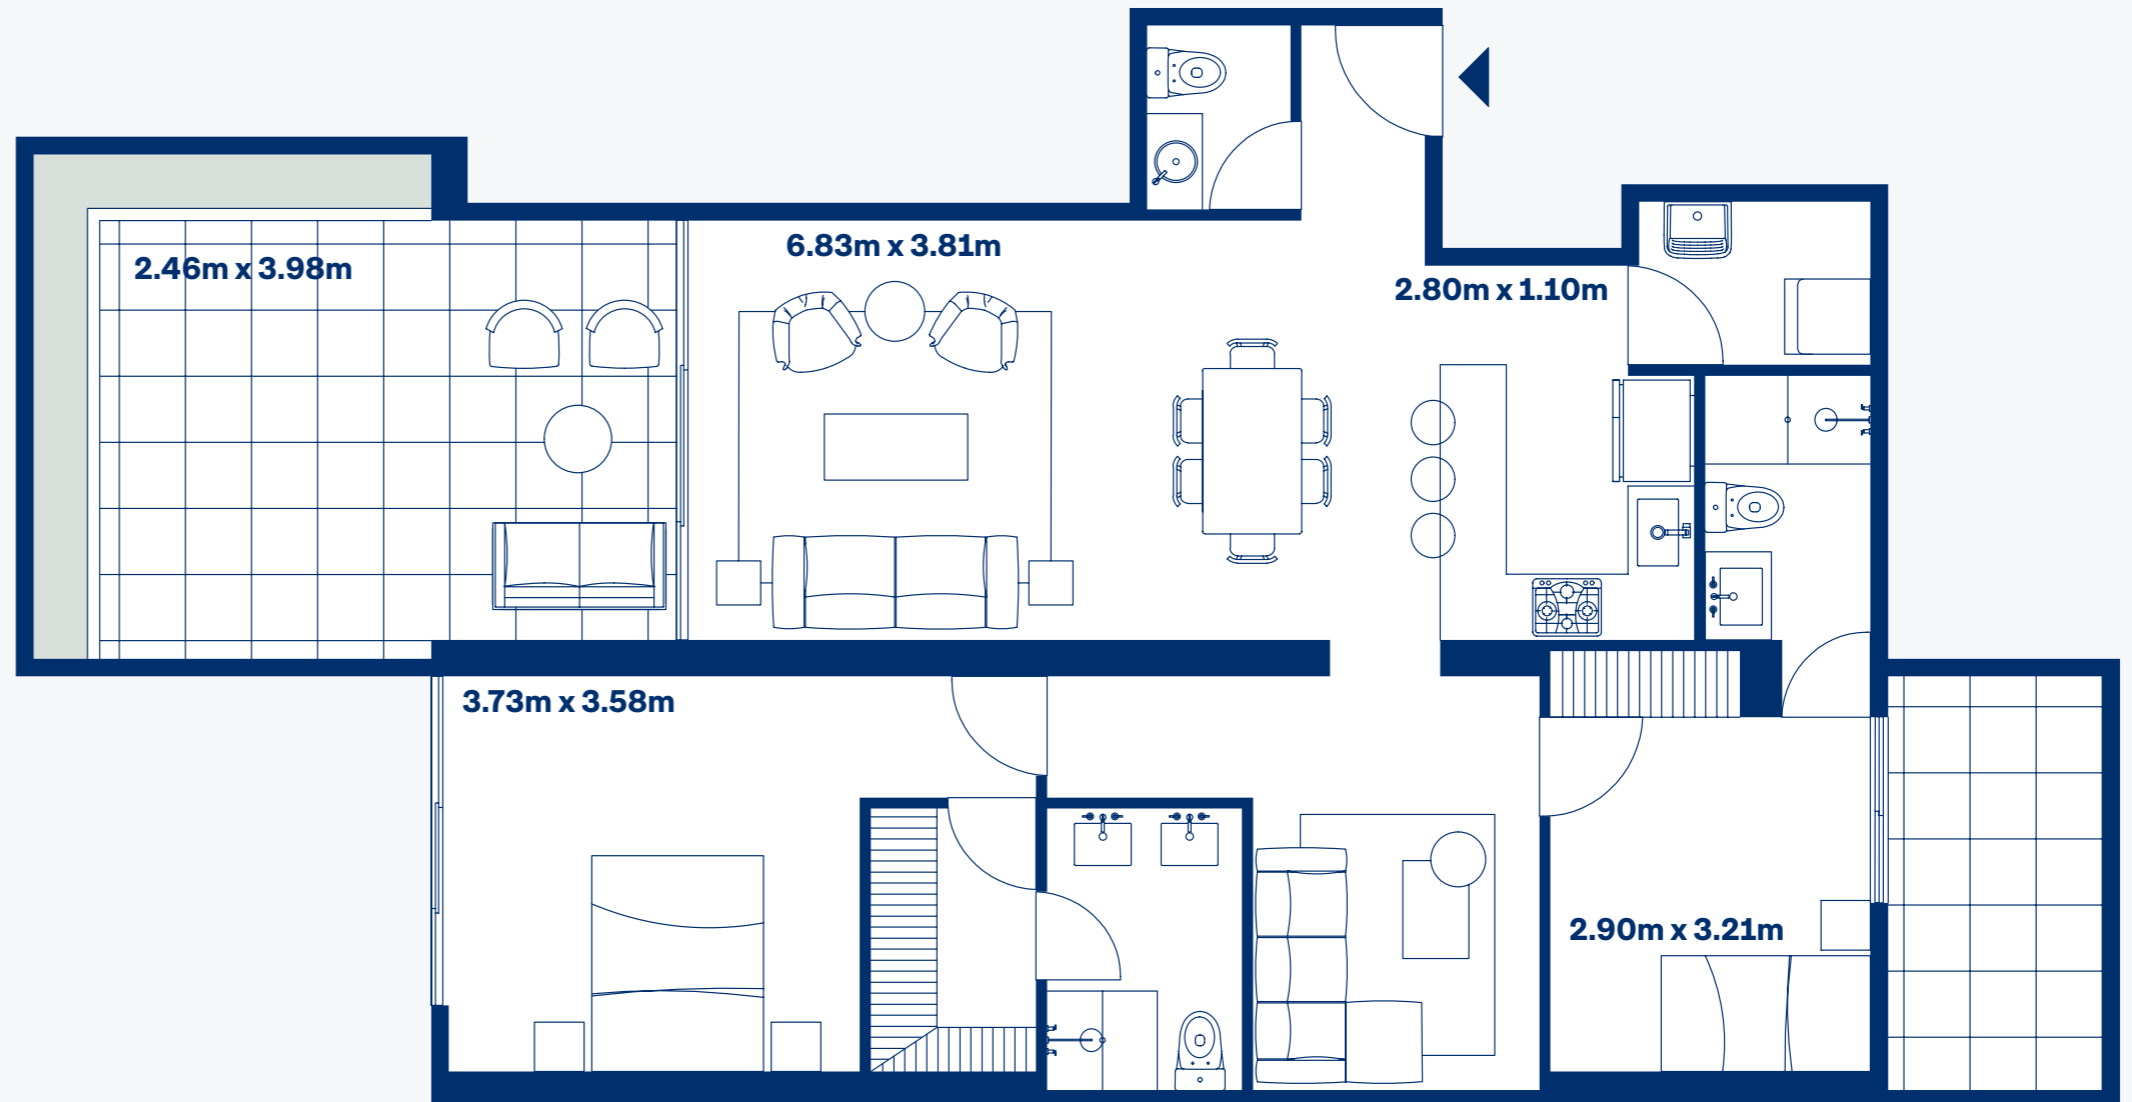 6.83m x 3.81m
2.46m x 3.98m
2.80m x 1.10m
3.73m x 3.58m
2.90m x 3.21m